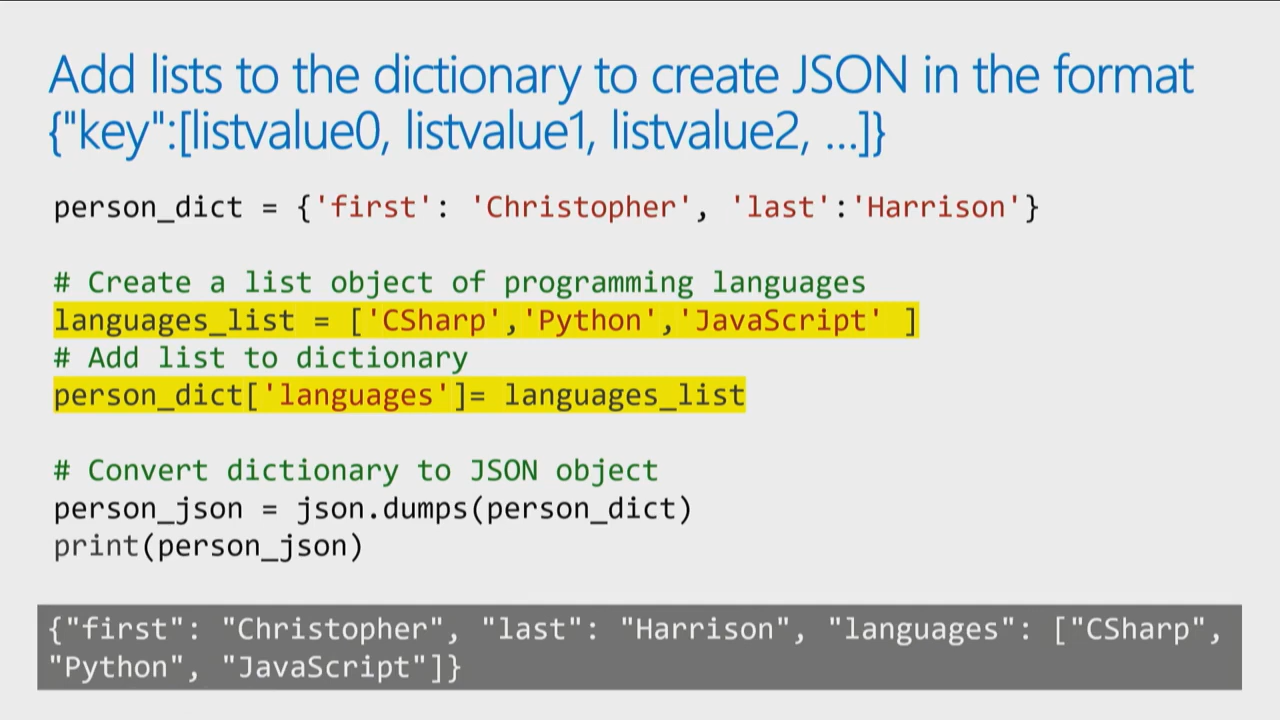 Add lists to the dictionary to create JSON in the format
{"key":[listvalue0, listvalue1, listvalue2, …]}
person_dict = {'first': 'Christopher', 'last':'Harrison'}
# Create a list object of programming languages
languages_list = ['CSharp','Python','JavaScript' ]
# Add list to dictionary
person_dict['languages']= languages_list
# Convert dictionary to JSON object
person_json = json.dumps(person_dict)
print(person_json)
{"first": "Christopher", "last": "Harrison", "languages": ["CSharp",
"Python", "JavaScript"]}